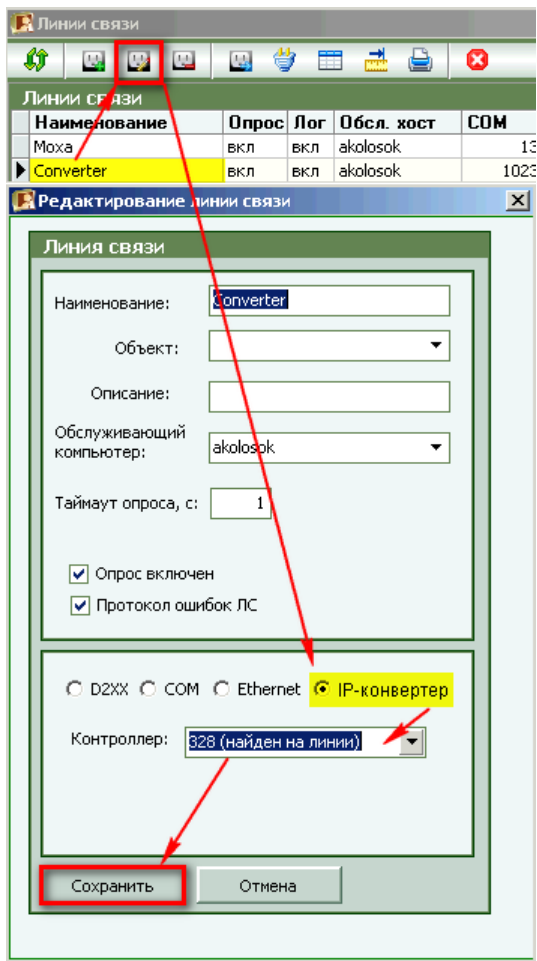 Линии связи
Линии связи
Наименование Опрос Лог Обсл. хост COM
Моха вкл вкл akolosok 13
Converter вкл вкл akolosok 1023
Редактирование линии связи
Линия связи
Наименование: Converter
Объект:
Описание:
Обслуживающий
компьютер: akolosok
Таймаут опроса, с: 1
Опрос включен
Протокол ошибок ЛС
D2XX COM Ethernet IP-конвертер
Контроллер: 328 (найден на линии)
Сохранить Отмена